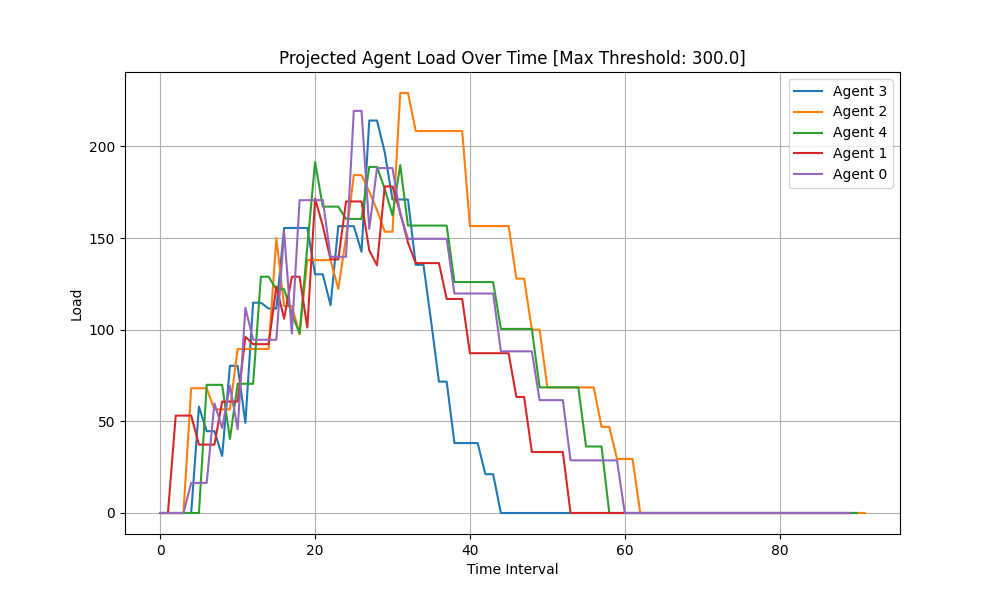 Projected Agent Load Over Time [Max Threshold: 300.0]
Agent 3
Agent 2
Agent 4
Agent 1
Agent 0
200
150
100
50
0
Load
0 20 40 60 80
Time Interval